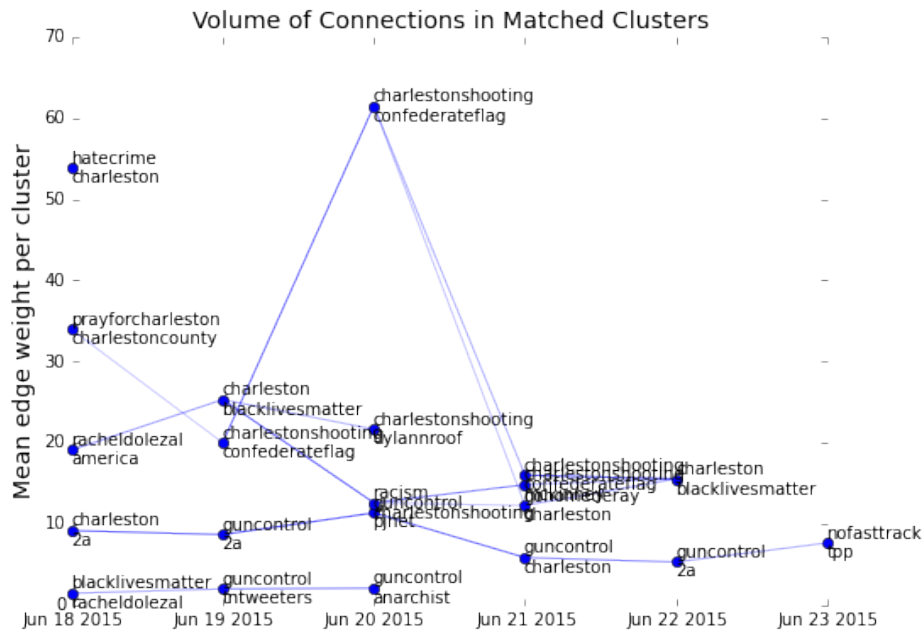 Volume of Connections in Matched Clusters
Mean edge weight per cluster
70
60
50
40
30
20
10
0
hatecrime
charleston
prayforcharleston
charlestoncounty
racheldolezal
america
charleston
2a
blacklivesmatter
racheldolezal
charleston
blacklivesmatter
charlestonshooting
confederateflag
guncontrol
2a
guncontrol
tntweeters
charlestonshooting
confederateflag
charlestonshooting
dylannroof
racism
guncontrol
charlestonshooting
pjnet
guncontrol
anarchist
charlestonshooting
charlestonshooting
confederateflag
charleston
guncontrol
charleston
charleston
blacklivesmatter
guncontrol
2a
nofasttrack
tpp
Jun 18 2015
Jun 19 2015
Jun 20 2015
Jun 21 2015
Jun 22 2015
Jun 23 2015